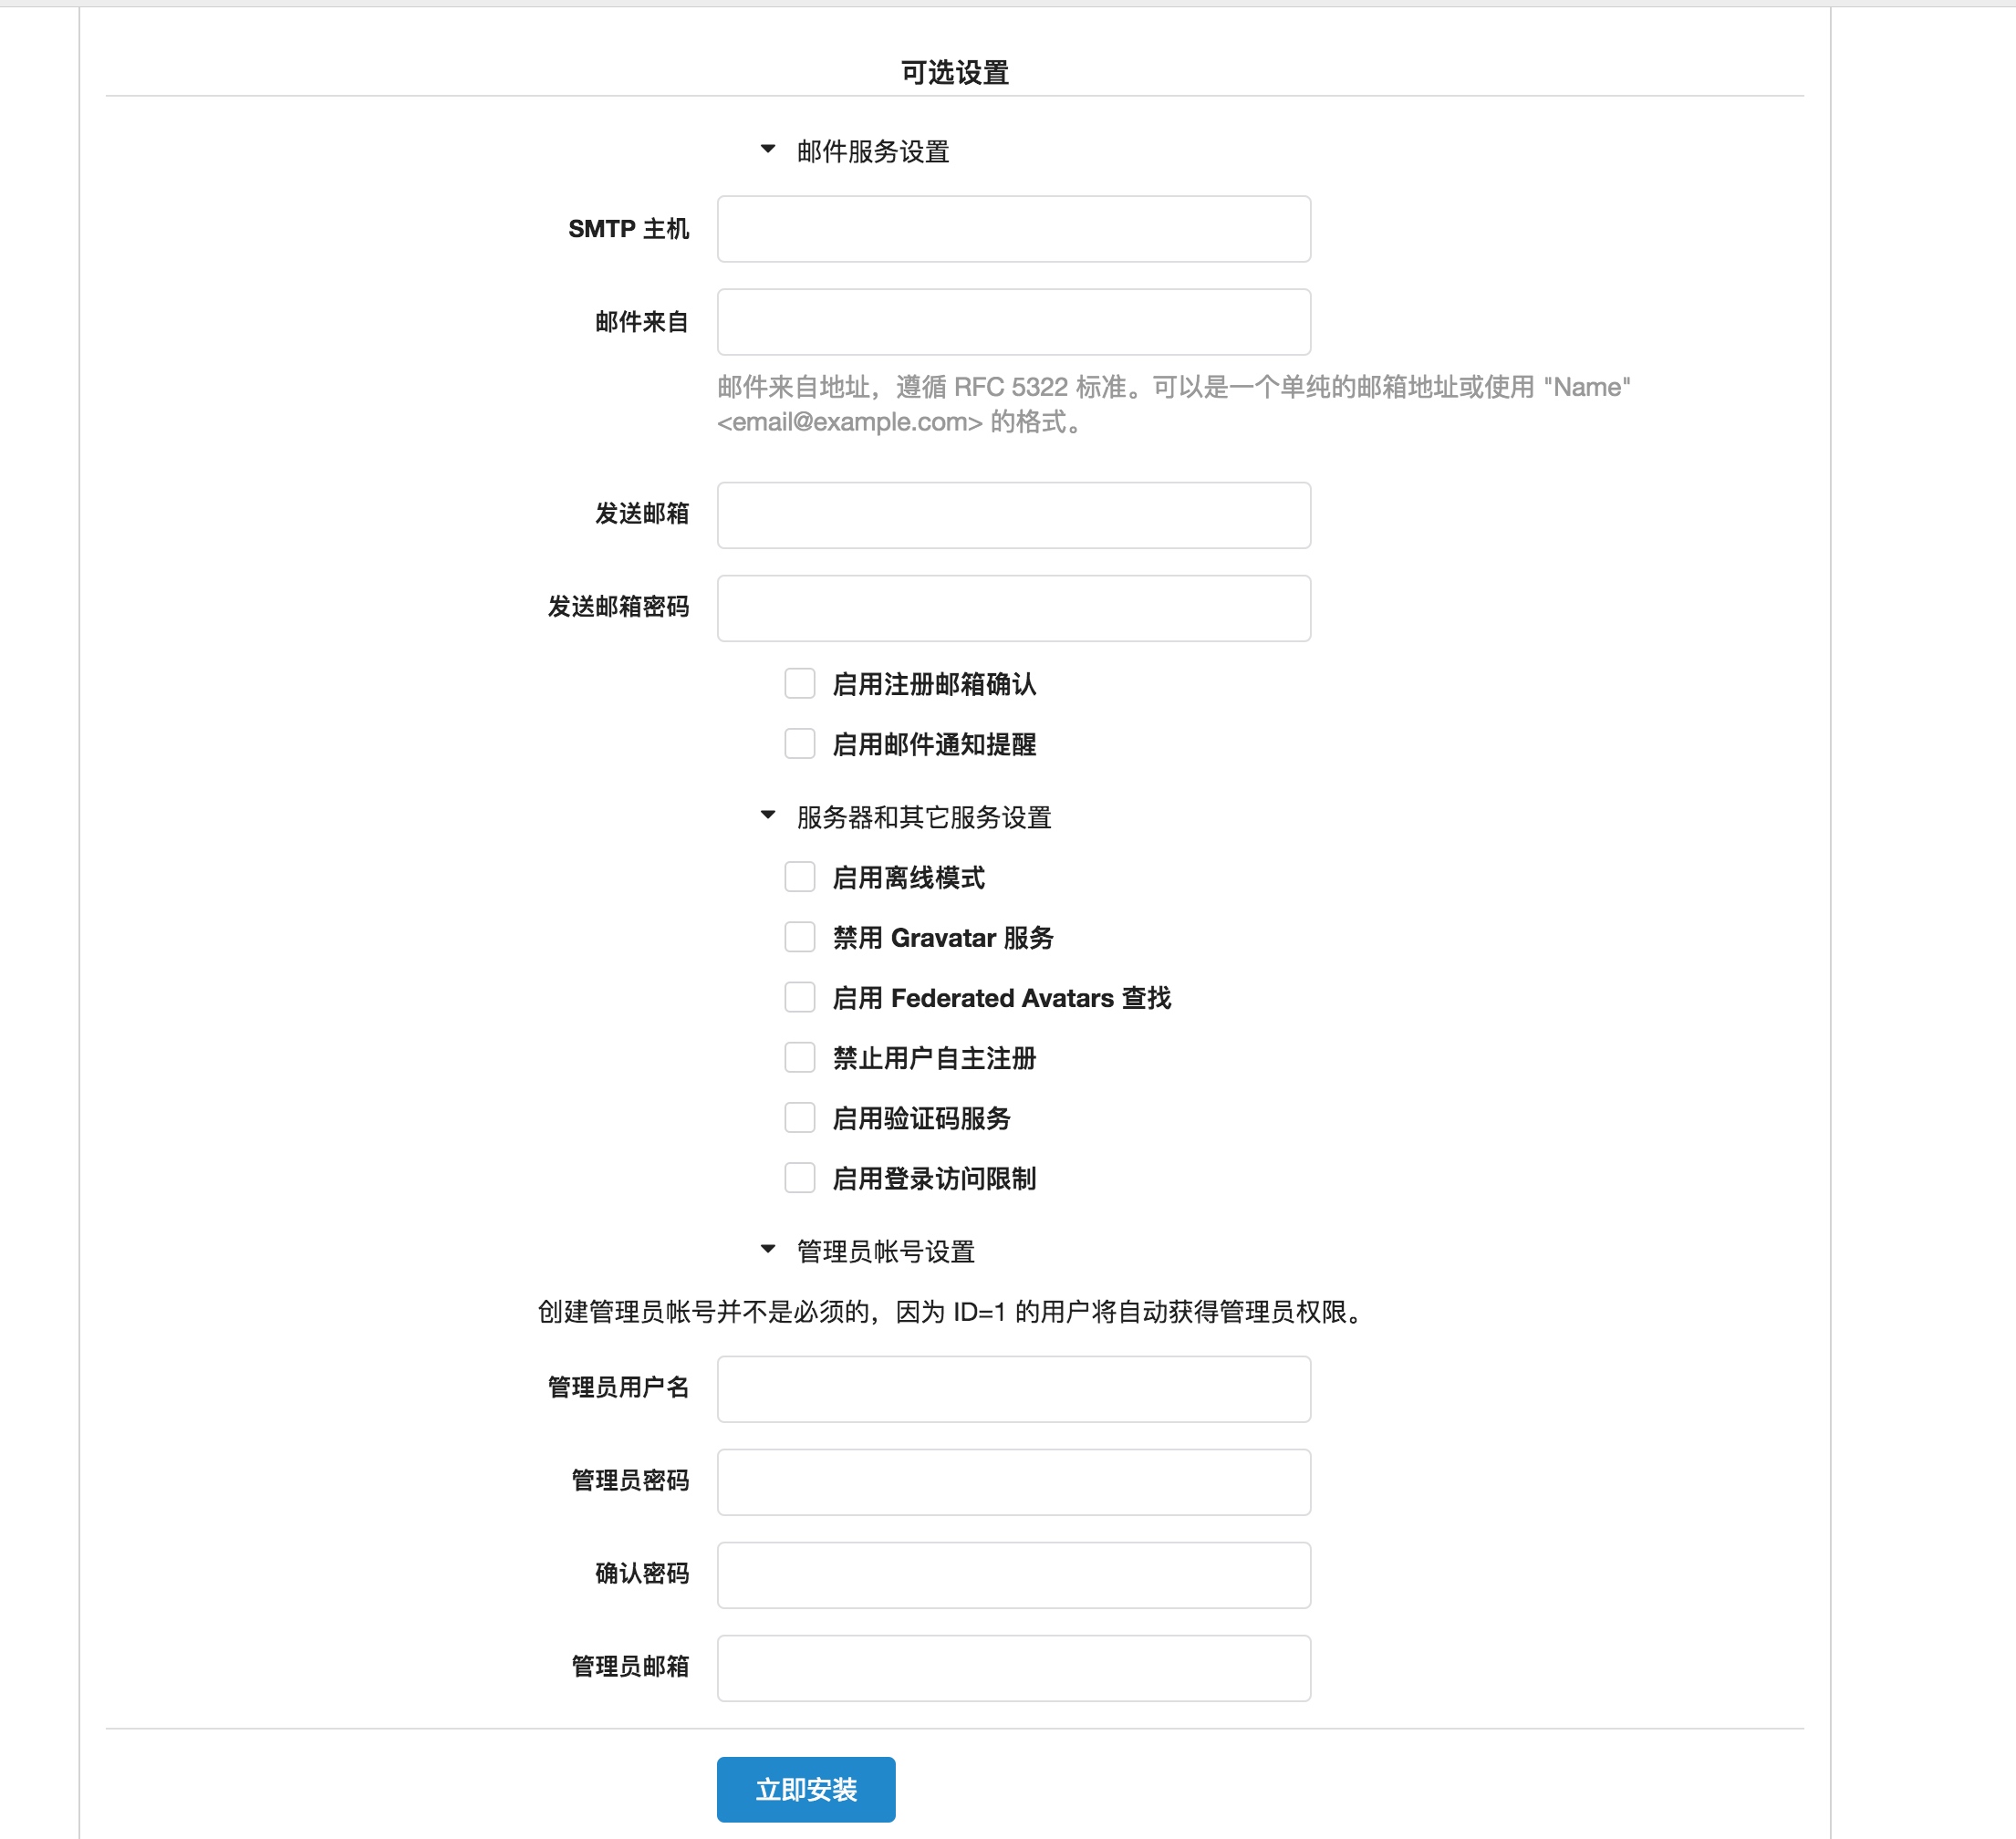 可选设置
邮件服务设置
SMTP 主机
邮件来自
邮件来自地址，遵循 RFC 5322 标准。可以是一个单纯的邮箱地址或使用 "Name"
<email@example.com> 的格式。
发送邮箱
发送邮箱密码
启用注册邮箱确认
启用邮件通知提醒
服务器和其它服务设置
启用离线模式
禁用 Gravatar 服务
启用 Federated Avatars 查找
禁止用户自主注册
启用验证码服务
启用登录访问限制
管理员帐号设置
创建管理员帐号并不是必须的，因为 ID=1 的用户将自动获得管理员权限。
管理员用户名
管理员密码
确认密码
管理员邮箱
立即安装